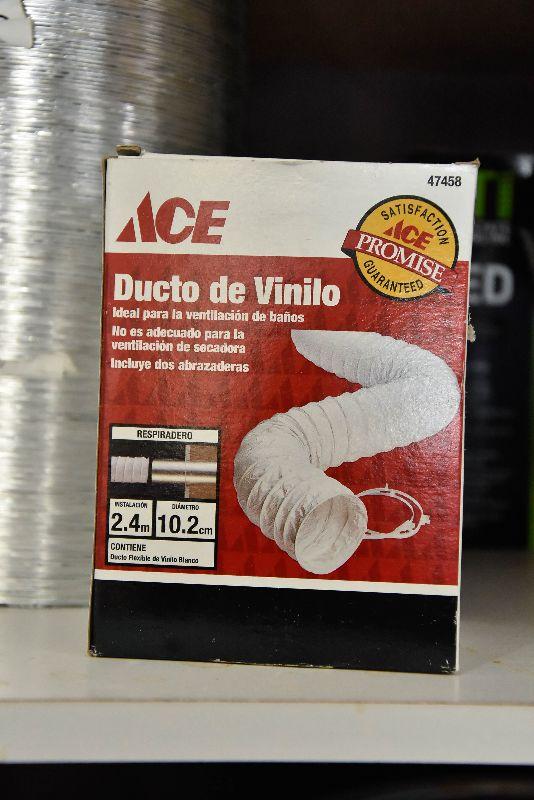 47458
ACE
SATISFACTION
ACE
PROMISE
GUARANTEED
Ducto de Vinilo
Ideal para la ventilación de baños
No es adecuado para la
ventilación de secadora
Incluye dos abrazaderas
RESPIRADERO
INSTALACIÓN
2.4m
DIÁMETRO
10.2cm
CONTIENE
Ducto Flexible de Vinilo Blanco
ED